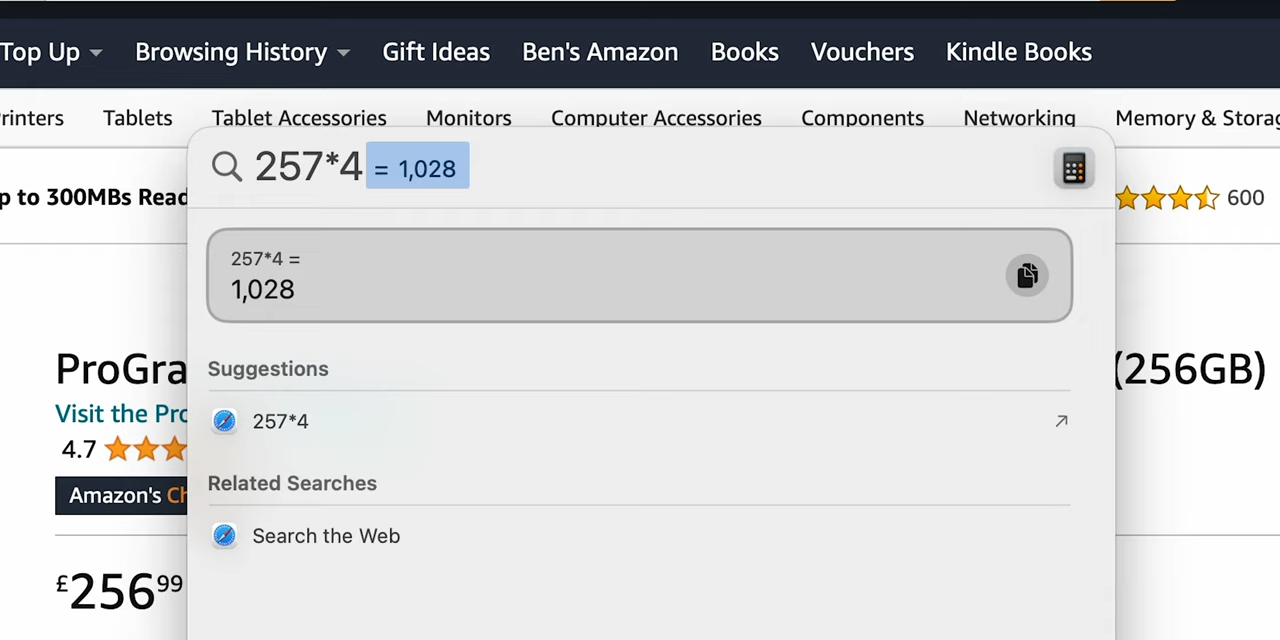 Top Up Browsing History Gift Ideas Ben's Amazon Books Vouchers Kindle Books
rinters Tablets Tablet Accessories Monitors Computer Accessories Components Networking Memory & Storag
257*4 = 1,028
p to 300MBs Read
600
257*4 =
1,028
Suggestions
ProGra
(256GB)
Visit the Pro
257*4
4.7
Related Searches
Amazon's Ch
Search the Web
£256 99